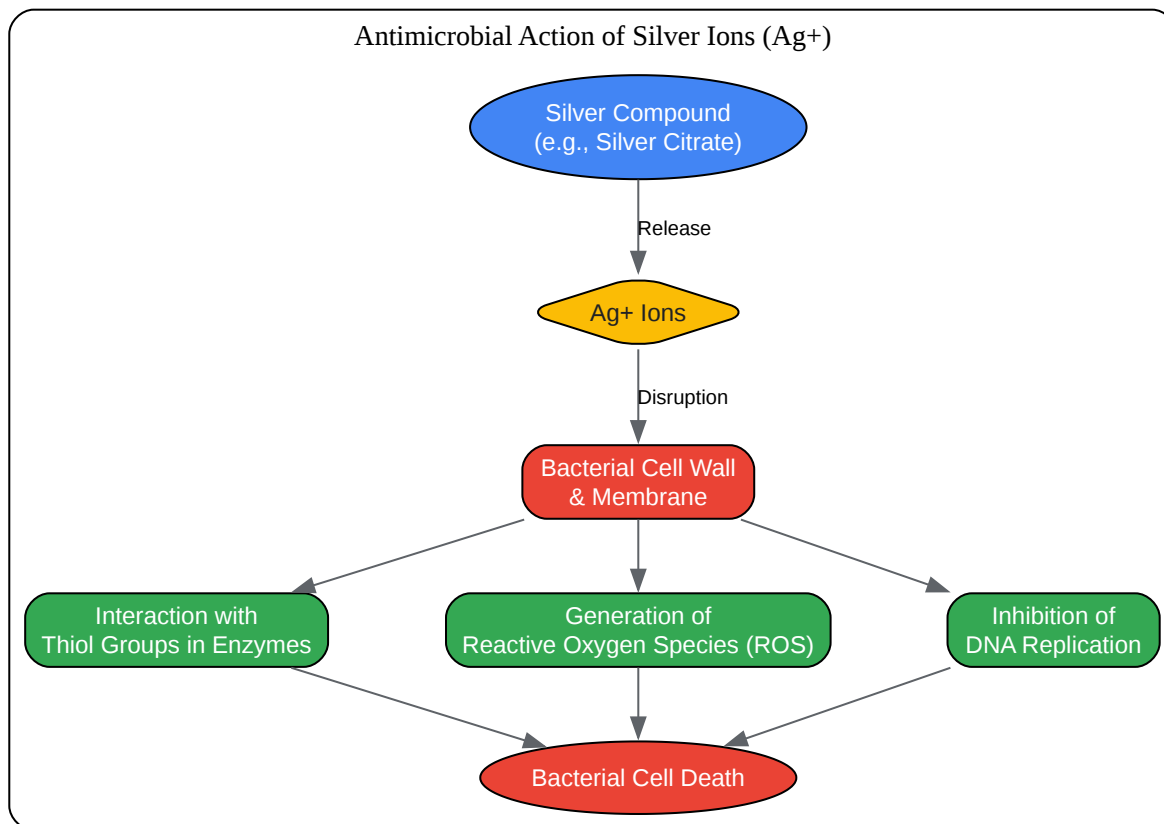 Antimicrobial Action of Silver Ions (Ag+)
Silver Compound
(e.g., Silver Citrate)
Release
Ag+ Ions
Disruption
Bacterial Cell Wall
& Membrane
Interaction with
Thiol Groups in Enzymes
Generation of
Reactive Oxygen Species (ROS)
Inhibition of
DNA Replication
Bacterial Cell Death